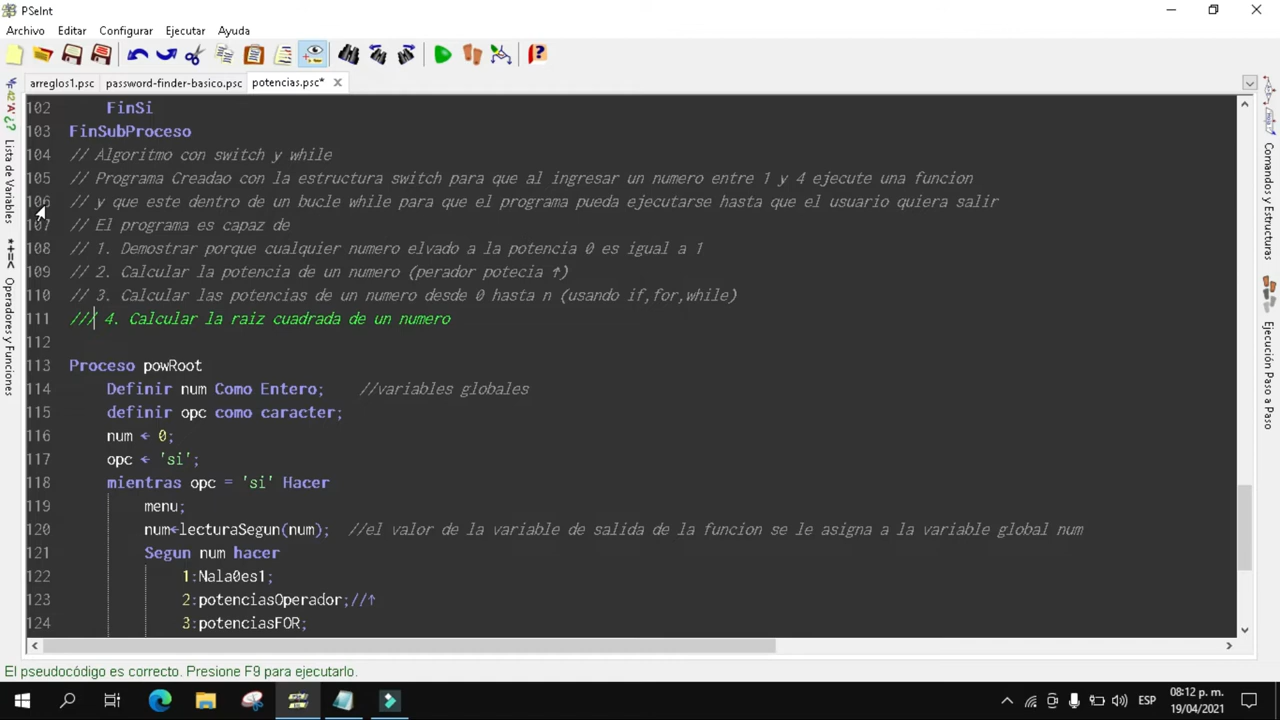 PSeInt
Archivo Editar Configurar Ejecutar Ayuda
arreglos1.psc password-finder-basico.psc potencias.psc*
102 FinSi
103 FinSubProceso
104 // Algoritmo con switch y while
105 // Programa Creadao con la estructura switch para que al ingresar un numero entre 1 y 4 ejecute una funcion
106 // y que este dentro de un bucle while para que el programa pueda ejecutarse hasta que el usuario quiera salir
107 // El programa es capaz de
108 // 1. Demostrar porque cualquier numero elvado a la potencia 0 es igual a 1
109 // 2. Calcular la potencia de un numero (perador potecia ↑)
110 // 3. Calcular las potencias de un numero desde 0 hasta n (usando if,for,while)
111 /// 4. Calcular la raiz cuadrada de un numero
112
113 Proceso powRoot
114 Definir num Como Entero; //variables globales
115 definir opc como caracter;
116 num ← 0;
117 opc ← 'si';
118 mientras opc = 'si' Hacer
119 menu;
120 num←lecturaSegun(num); //el valor de la variable de salida de la funcion se le asigna a la variable global num
121 Segun num hacer
122 1:Nala0es1;
123 2:potenciasOperador;//↑
124 3:potenciasFOR;
Lista de Variables
Operadores y Funciones
Comandos y Estructuras
Ejecución Paso a Paso
El pseudocódigo es correcto. Presione F9 para ejecutarlo.
ESP
08:12 p. m.
19/04/2021